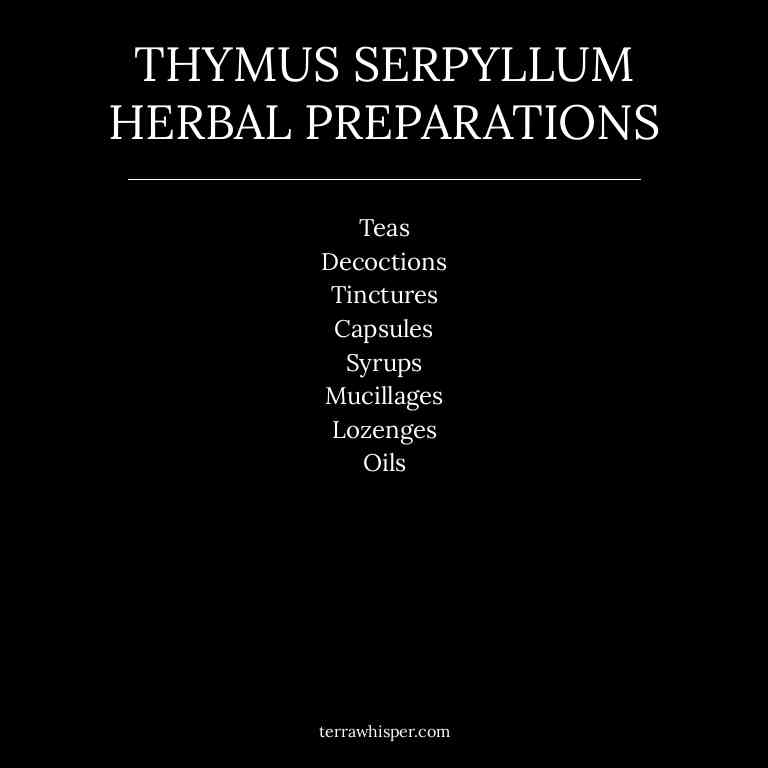 THYMUS SERPYLLUM
HERBAL PREPARATIONS
Teas
Decoctions
Tinctures
Capsules
Syrups
Mucillages
Lozenges
Oils
terrawhisper.com